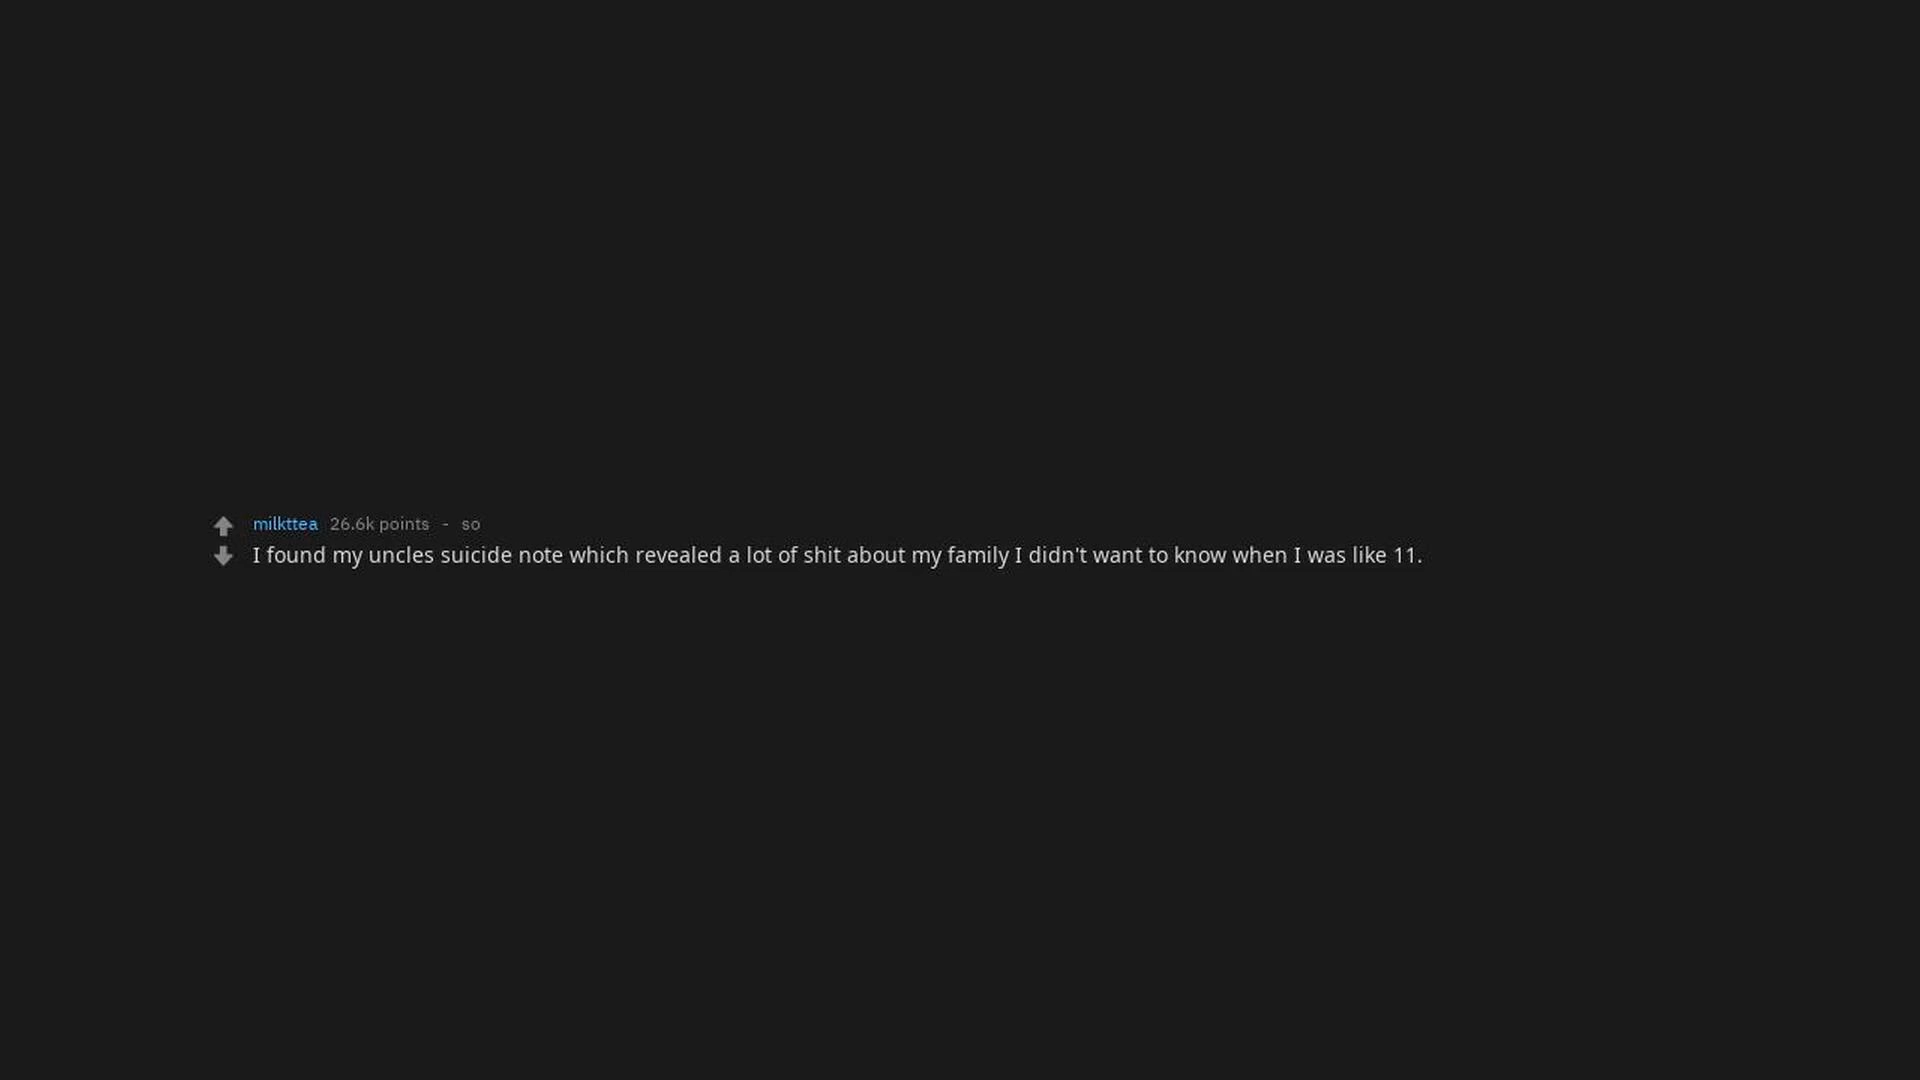 milkttea 26.6k points - so
I found my uncles suicide note which revealed a lot of shit about my family I didn't want to know when I was like 11.